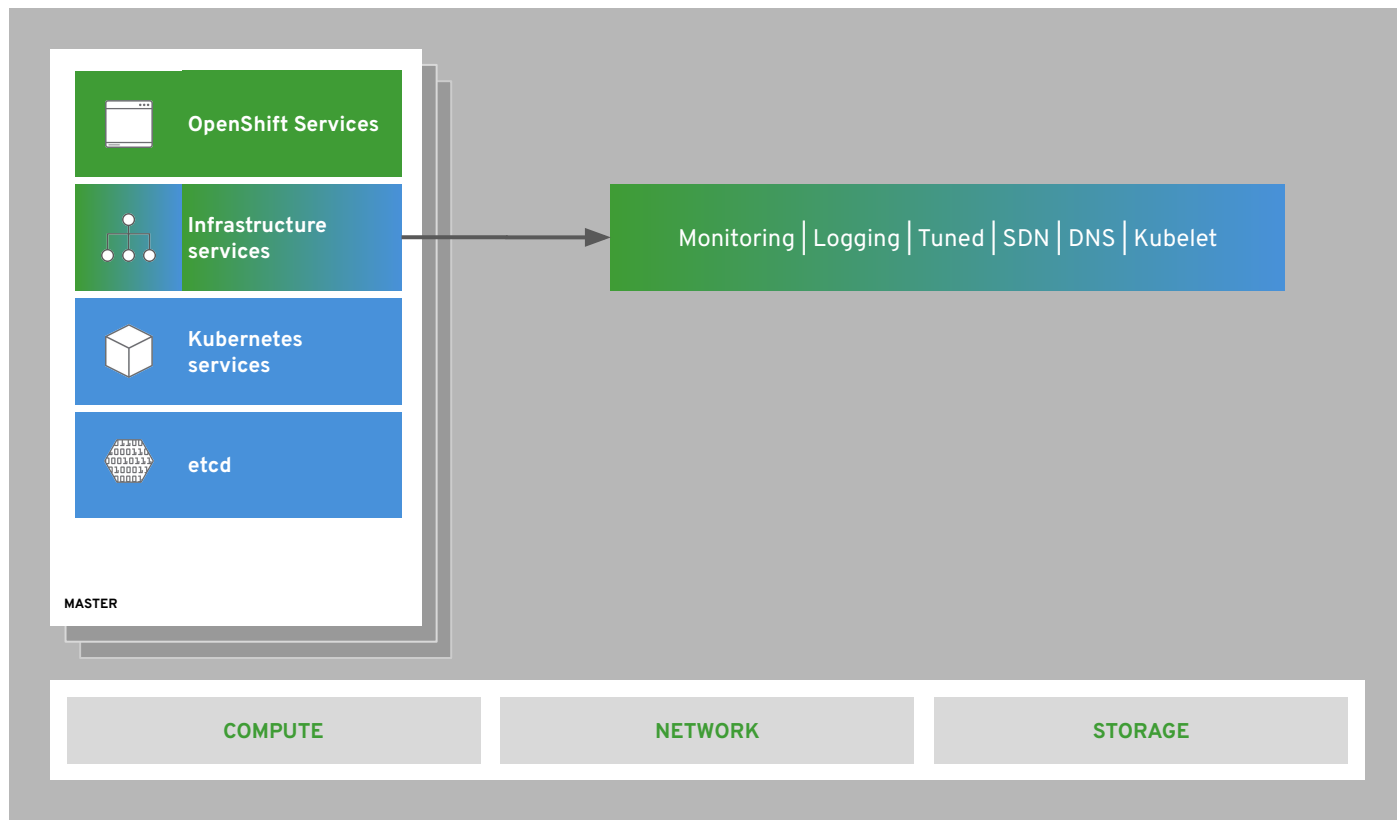 OpenShift Services
Infrastructure
services
Monitoring | Logging | Tuned | SDN | DNS | Kubelet
Kubernetes
services
etcd
MASTER
COMPUTE
NETWORK
STORAGE